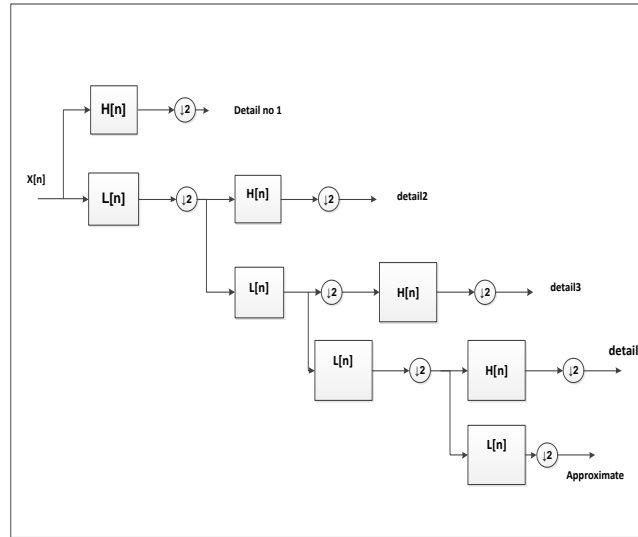 H[n] ↓2 Detail no 1
X[n]
L[n] ↓2 H[n] ↓2 detail2
L[n] ↓2 H[n] ↓2 detail3
L[n] ↓2 H[n] ↓2 detail
L[n] ↓2
Approximate